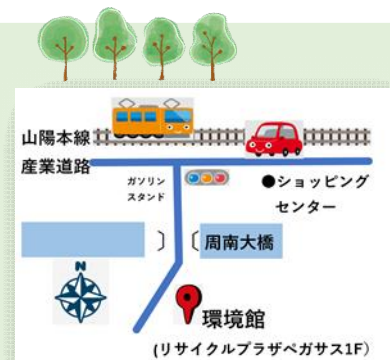 山陽本線
産業道路
ガソリン
スタンド
●ショッピング
センター
周南大橋
N
環境館
(リサイクルプラザペガサス1F)